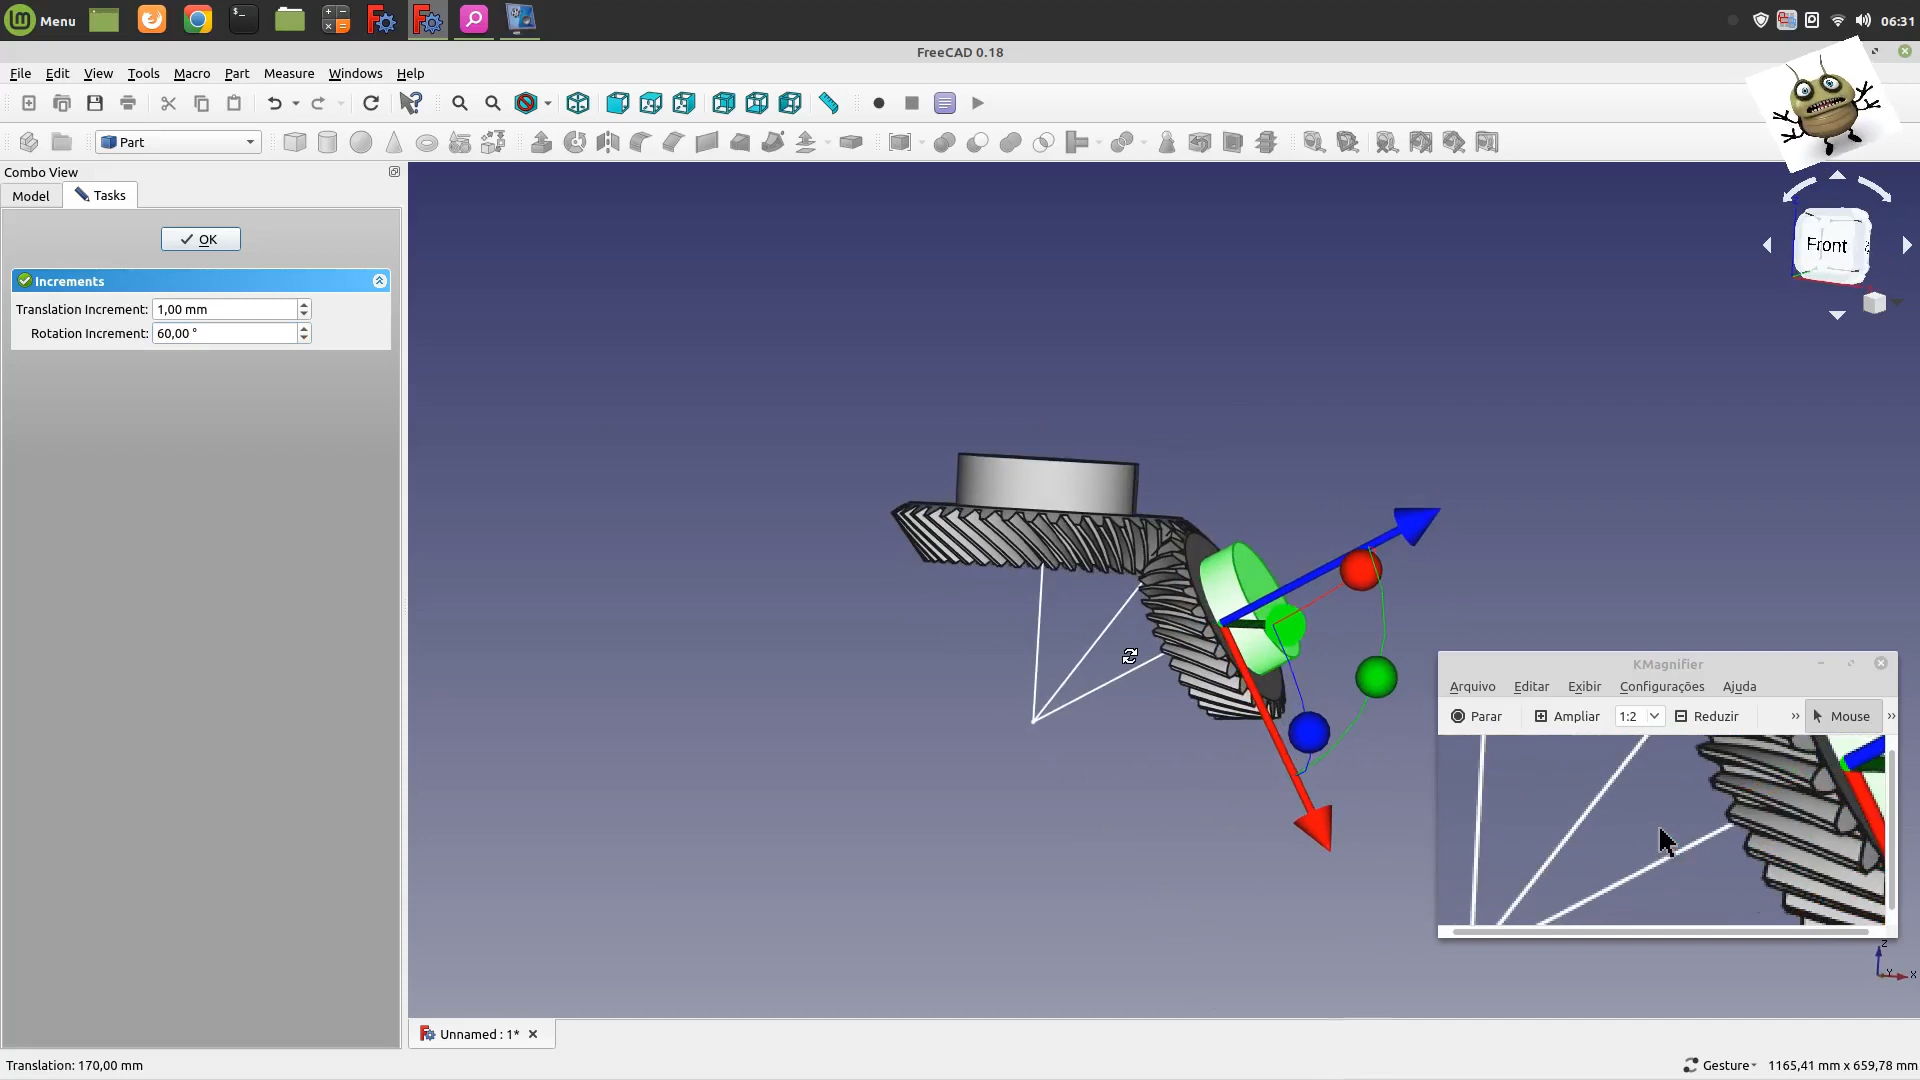 Menu
06:31
FreeCAD 0.18
File Edit View Tools Macro Part Measure Windows Help
Part
Combo View
Model Tasks
OK
Increments
Translation Increment: 1,00 mm
Rotation Increment: 60,00 °
Front
KMagnifier
Arquivo Editar Exibir Configurações Ajuda
Parar Ampliar 1:2 Reduzir » Mouse »
Z
Y X
Unnamed : 1*
Translation: 170,00 mm
Gesture 1165,41 mm x 659,78 mm